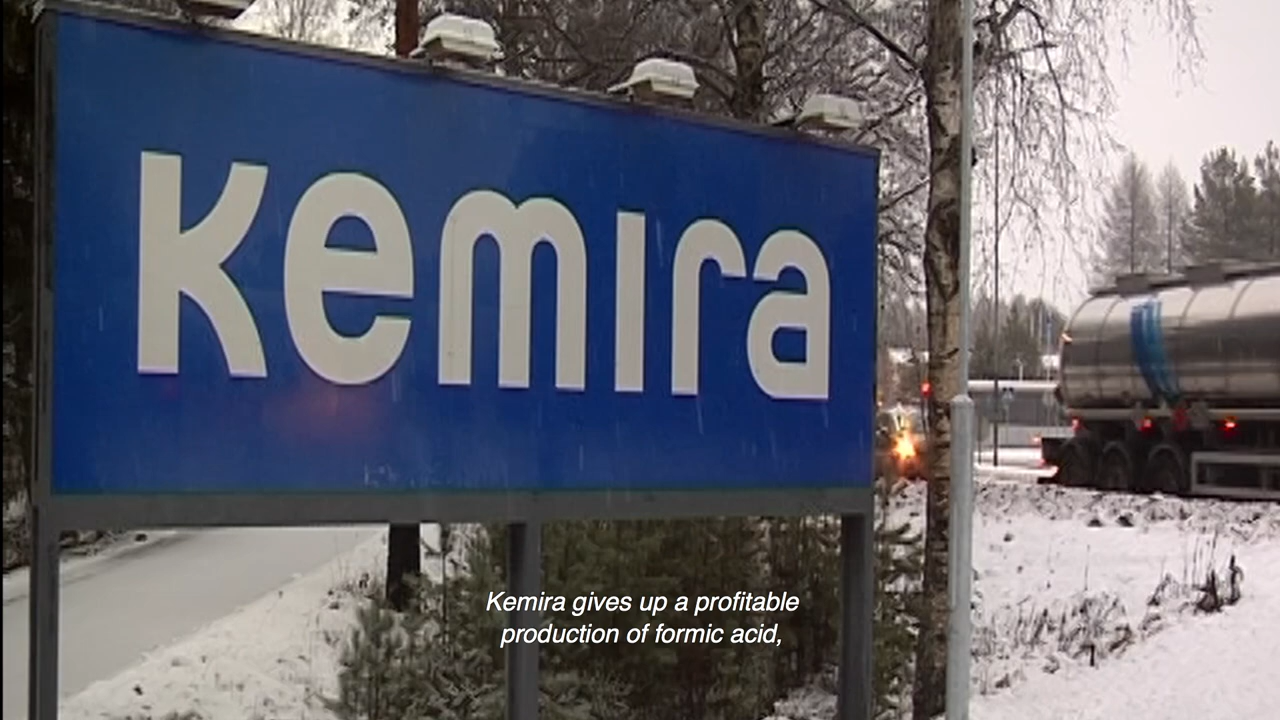 Kemira
Kemira gives up a profitable
production of formic acid,